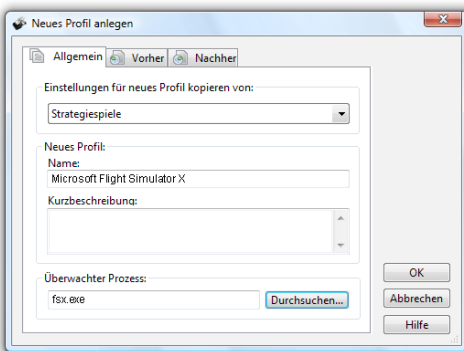 Neues Profil anlegen
Allgemein Vorher Nachher
Einstellungen für neues Profil kopieren von:
Strategiespiele
Neues Profil:
Name:
Microsoft Flight Simulator X
Kurzbeschreibung:
Überwachter Prozess:
fsx.exe Durchsuchen...
OK
Abbrechen
Hilfe